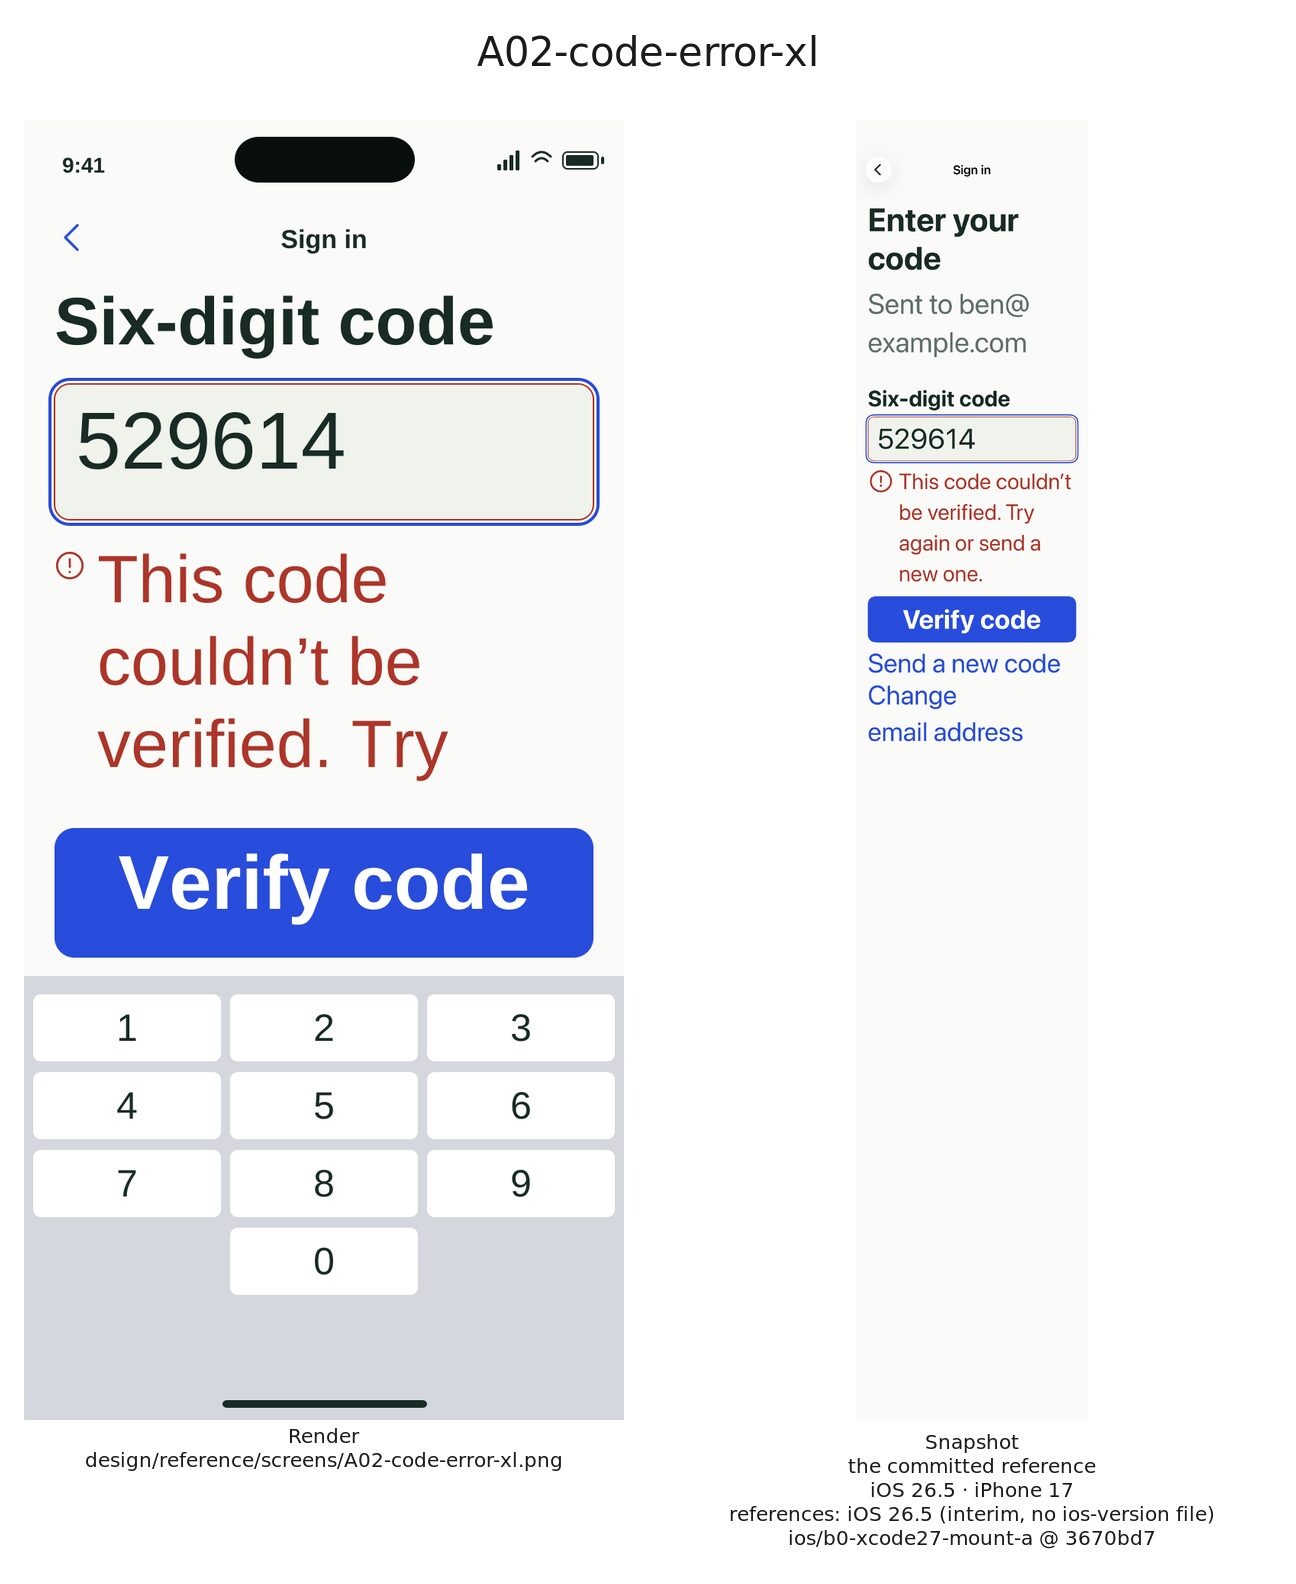 A02-code-error-xl
9:41
Sign in
Six-digit code
529614
This code
couldn’t be
verified. Try
Verify code
1 2 3
4 5 6
7 8 9
0
Render
design/reference/screens/A02-code-error-xl.png
Sign in
Enter your
code
Sent to ben@
example.com
Six-digit code
529614
This code couldn’t
be verified. Try
again or send a
new one.
Verify code
Send a new code
Change
email address
Snapshot
the committed reference
iOS 26.5 · iPhone 17
references: iOS 26.5 (interim, no ios-version file)
ios/b0-xcode27-mount-a @ 3670bd7